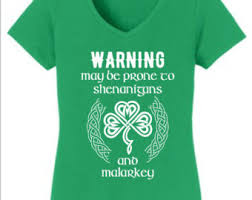 WARNING
may be prone to
shenanigans
and
malarkey